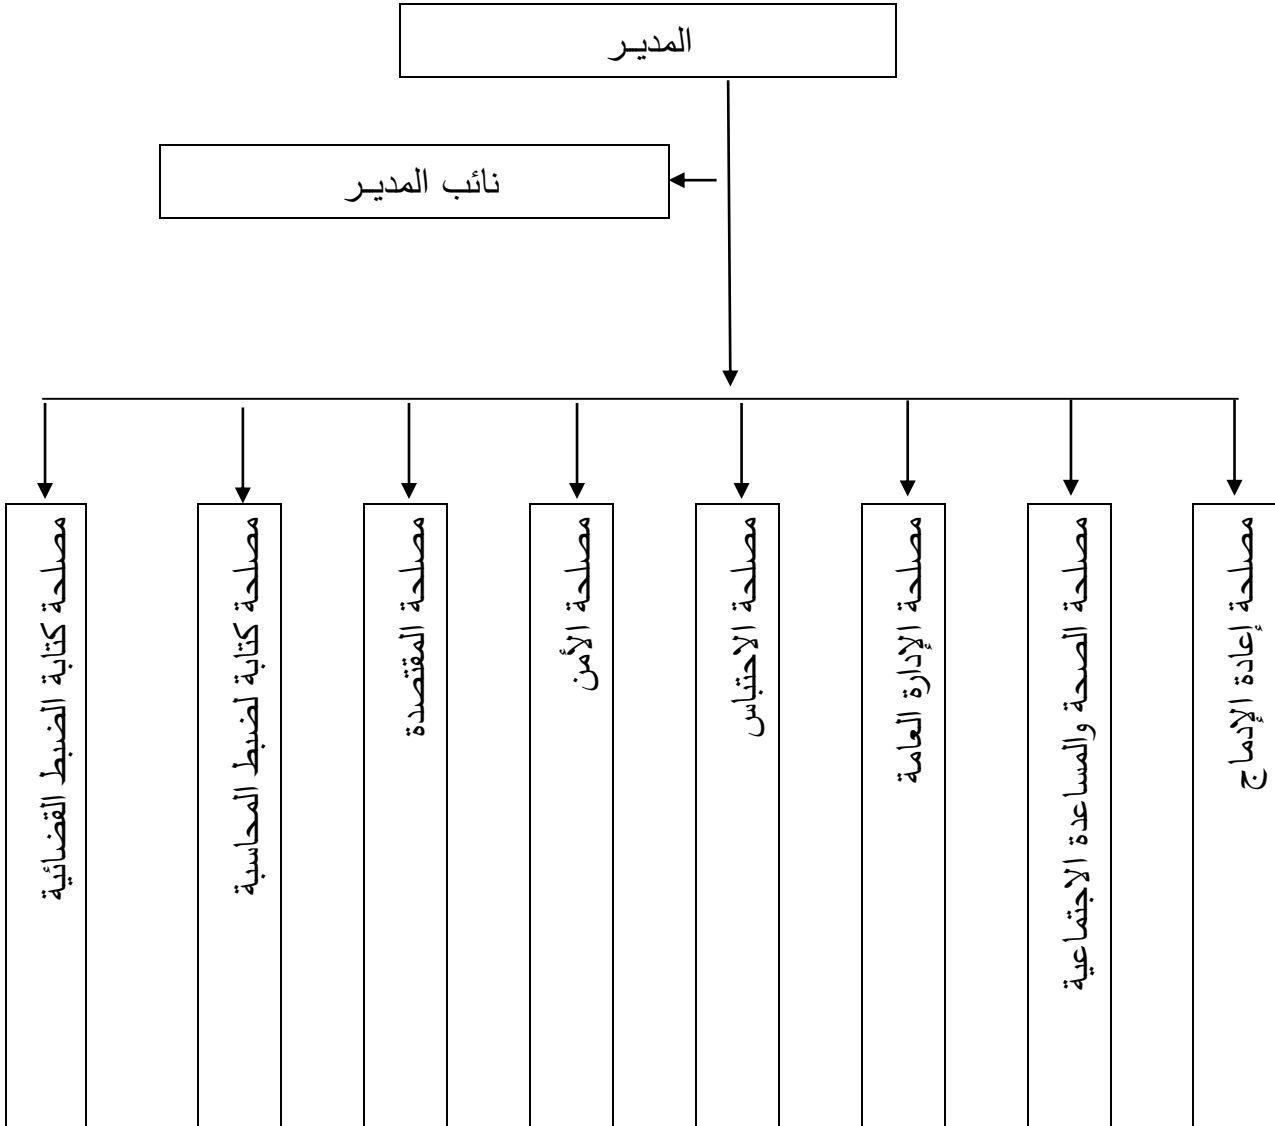 المديـر
نائب المديـر
مصلحة إعادة الإدماج
مصلحة الصحة والمساعدة الاجتماعية
مصلحة الإدارة العامة
مصلحة الاحتباس
مصلحة الأمن
مصلحة المقتصدة
مصلحة كتابة لضبط المحاسبة
مصلحة كتابة الضبط القضائية